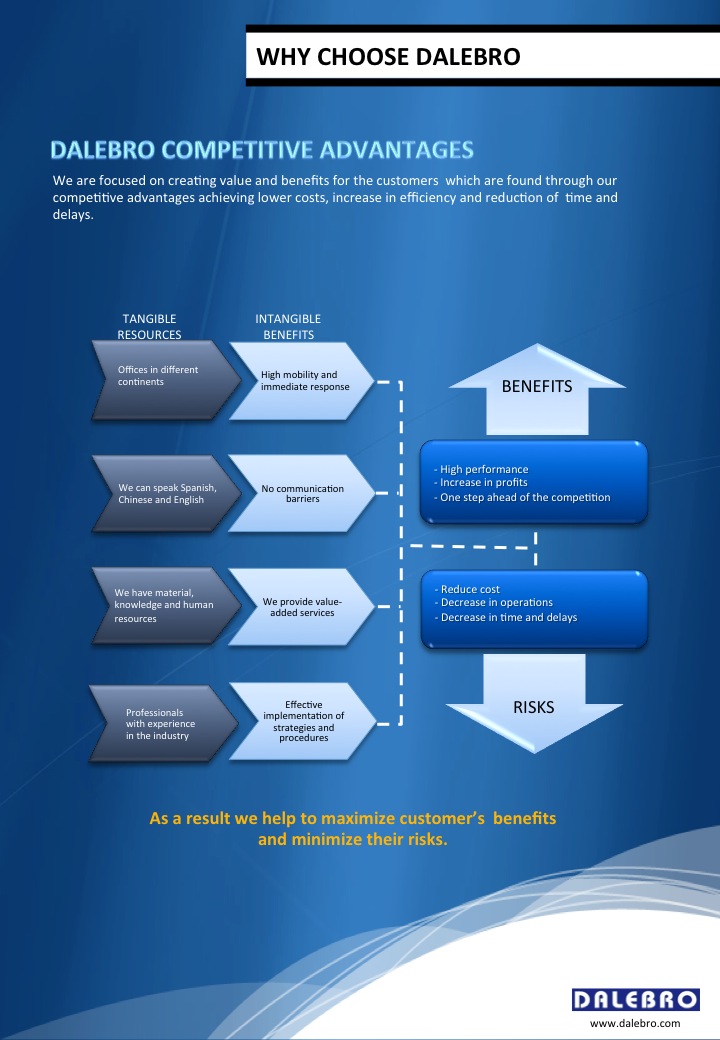 WHY CHOOSE DALEBRO
DALEBRO COMPETITIVE ADVANTAGES
We are focused on creating value and benefits for the customers which are found through our
competitive advantages achieving lower costs, increase in efficiency and reduction of time and
delays.
TANGIBLE
RESOURCES
INTANGIBLE
BENEFITS
Offices in different
continents
High mobility and
immediate response
We can speak Spanish,
Chinese and English
No communication
barriers
We have material,
knowledge and human
resources
We provide value-
added services
Professionals
with experience
in the industry
Effective
implementation of
strategies and
procedures
BENEFITS
- High performance
- Increase in profits
- One step ahead of the competition
- Reduce cost
- Decrease in operations
- Decrease in time and delays
RISKS
As a result we help to maximize customer’s benefits
and minimize their risks.
DALEBRO
www.dalebro.com